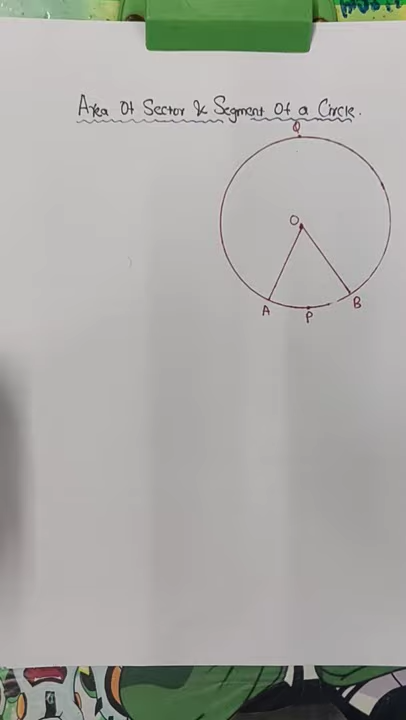 Area Of Sector & Segment Of a Circle.
Q
O
A
P
B